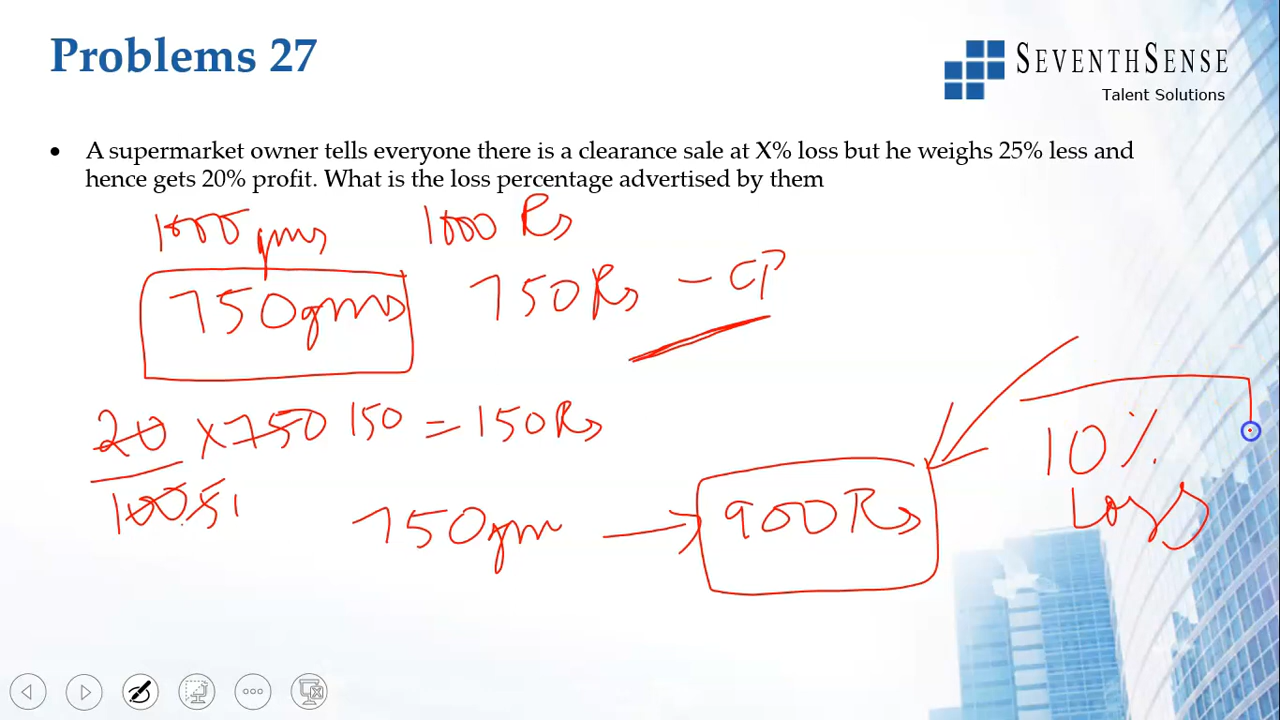 Problems 27
SEVENTHSENSE
Talent Solutions
• A supermarket owner tells everyone there is a clearance sale at X% loss but he weighs 25% less and
hence gets 20% profit. What is the loss percentage advertised by them
1000 gms 1000 Rs
750gms 750Rs - CP
20 x 750 150 = 150Rs
100 5 1
10%
Loss
750gm → 900Rs